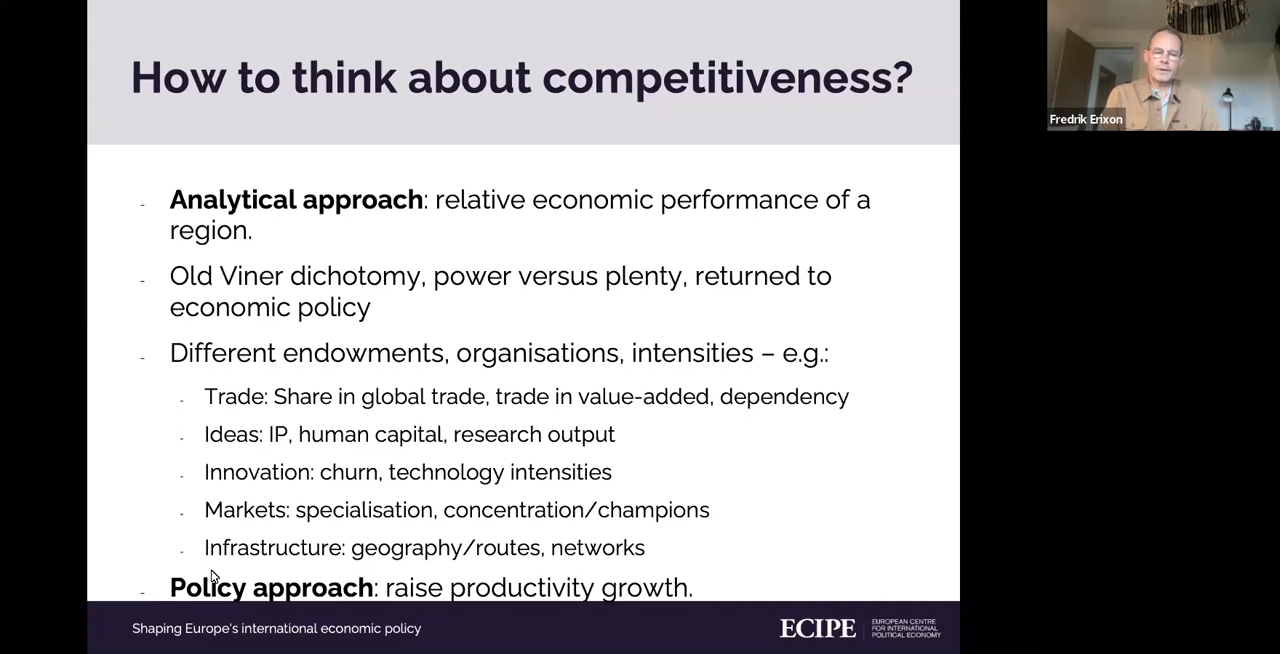 How to think about competitiveness?
Fredrik Erixon
- Analytical approach: relative economic performance of a
region.
- Old Viner dichotomy, power versus plenty, returned to
economic policy
- Different endowments, organisations, intensities – e.g.:
- Trade: Share in global trade, trade in value-added, dependency
- Ideas: IP, human capital, research output
- Innovation: churn, technology intensities
- Markets: specialisation, concentration/champions
- Infrastructure: geography/routes, networks
- Policy approach: raise productivity growth.
Shaping Europe's international economic policy
ECIPE
EUROPEAN CENTRE
FOR INTERNATIONAL
POLITICAL ECONOMY